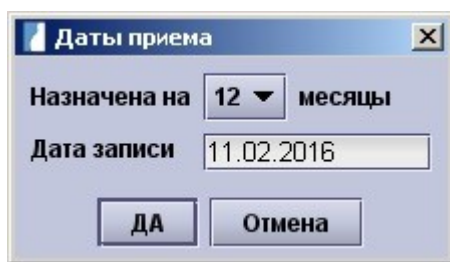 Даты приема
Назначена на 12 месяцы
Дата записи 11.02.2016
ДА Отмена